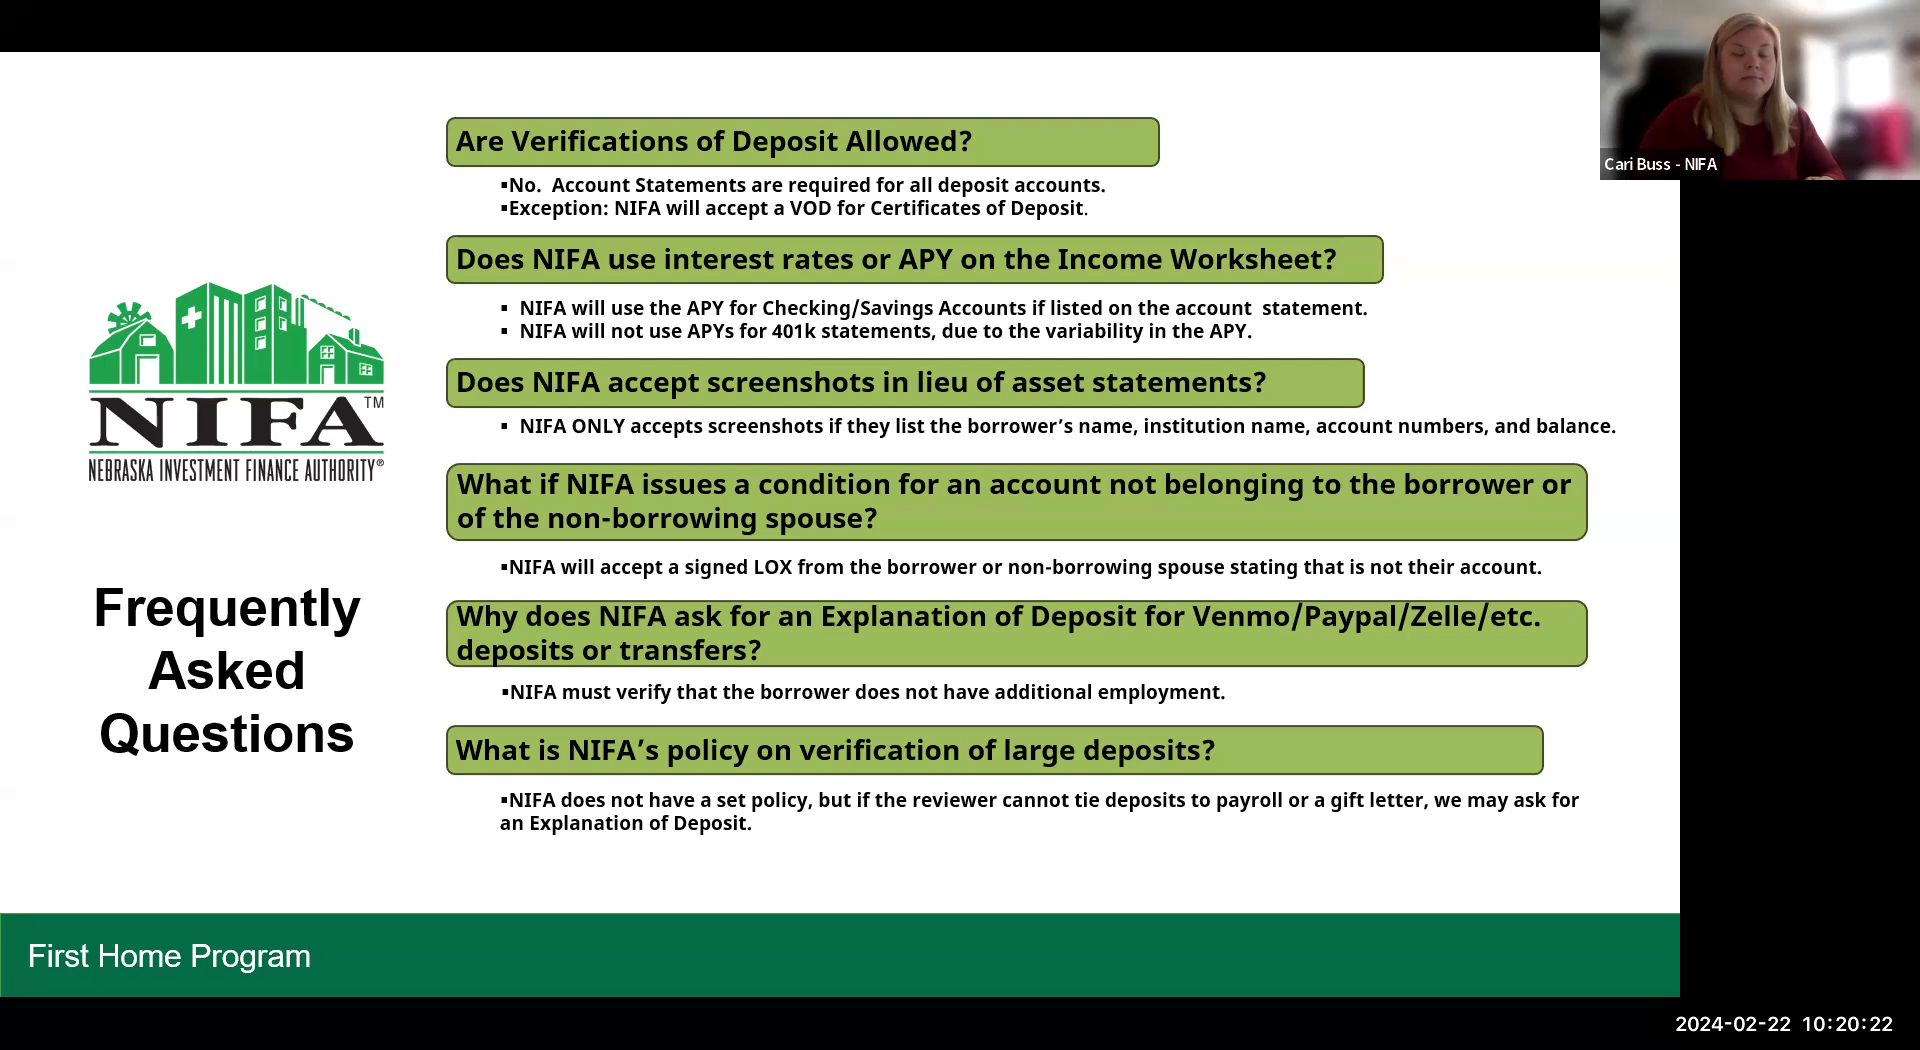 Cari Buss - NIFA
Are Verifications of Deposit Allowed?
▪No.  Account Statements are required for all deposit accounts.
▪Exception: NIFA will accept a VOD for Certificates of Deposit.
Does NIFA use interest rates or APY on the Income Worksheet?
▪ NIFA will use the APY for Checking/Savings Accounts if listed on the account  statement.
▪ NIFA will not use APYs for 401k statements, due to the variability in the APY.
Does NIFA accept screenshots in lieu of asset statements?
▪ NIFA ONLY accepts screenshots if they list the borrower’s name, institution name, account numbers, and balance.
What if NIFA issues a condition for an account not belonging to the borrower or
of the non-borrowing spouse?
▪NIFA will accept a signed LOX from the borrower or non-borrowing spouse stating that is not their account.
Why does NIFA ask for an Explanation of Deposit for Venmo/Paypal/Zelle/etc.
deposits or transfers?
▪NIFA must verify that the borrower does not have additional employment.
What is NIFA’s policy on verification of large deposits?
▪NIFA does not have a set policy, but if the reviewer cannot tie deposits to payroll or a gift letter, we may ask for
an Explanation of Deposit.
NIFA™
NEBRASKA INVESTMENT FINANCE AUTHORITY®
Frequently
Asked
Questions
First Home Program
2024-02-22 10:20:22